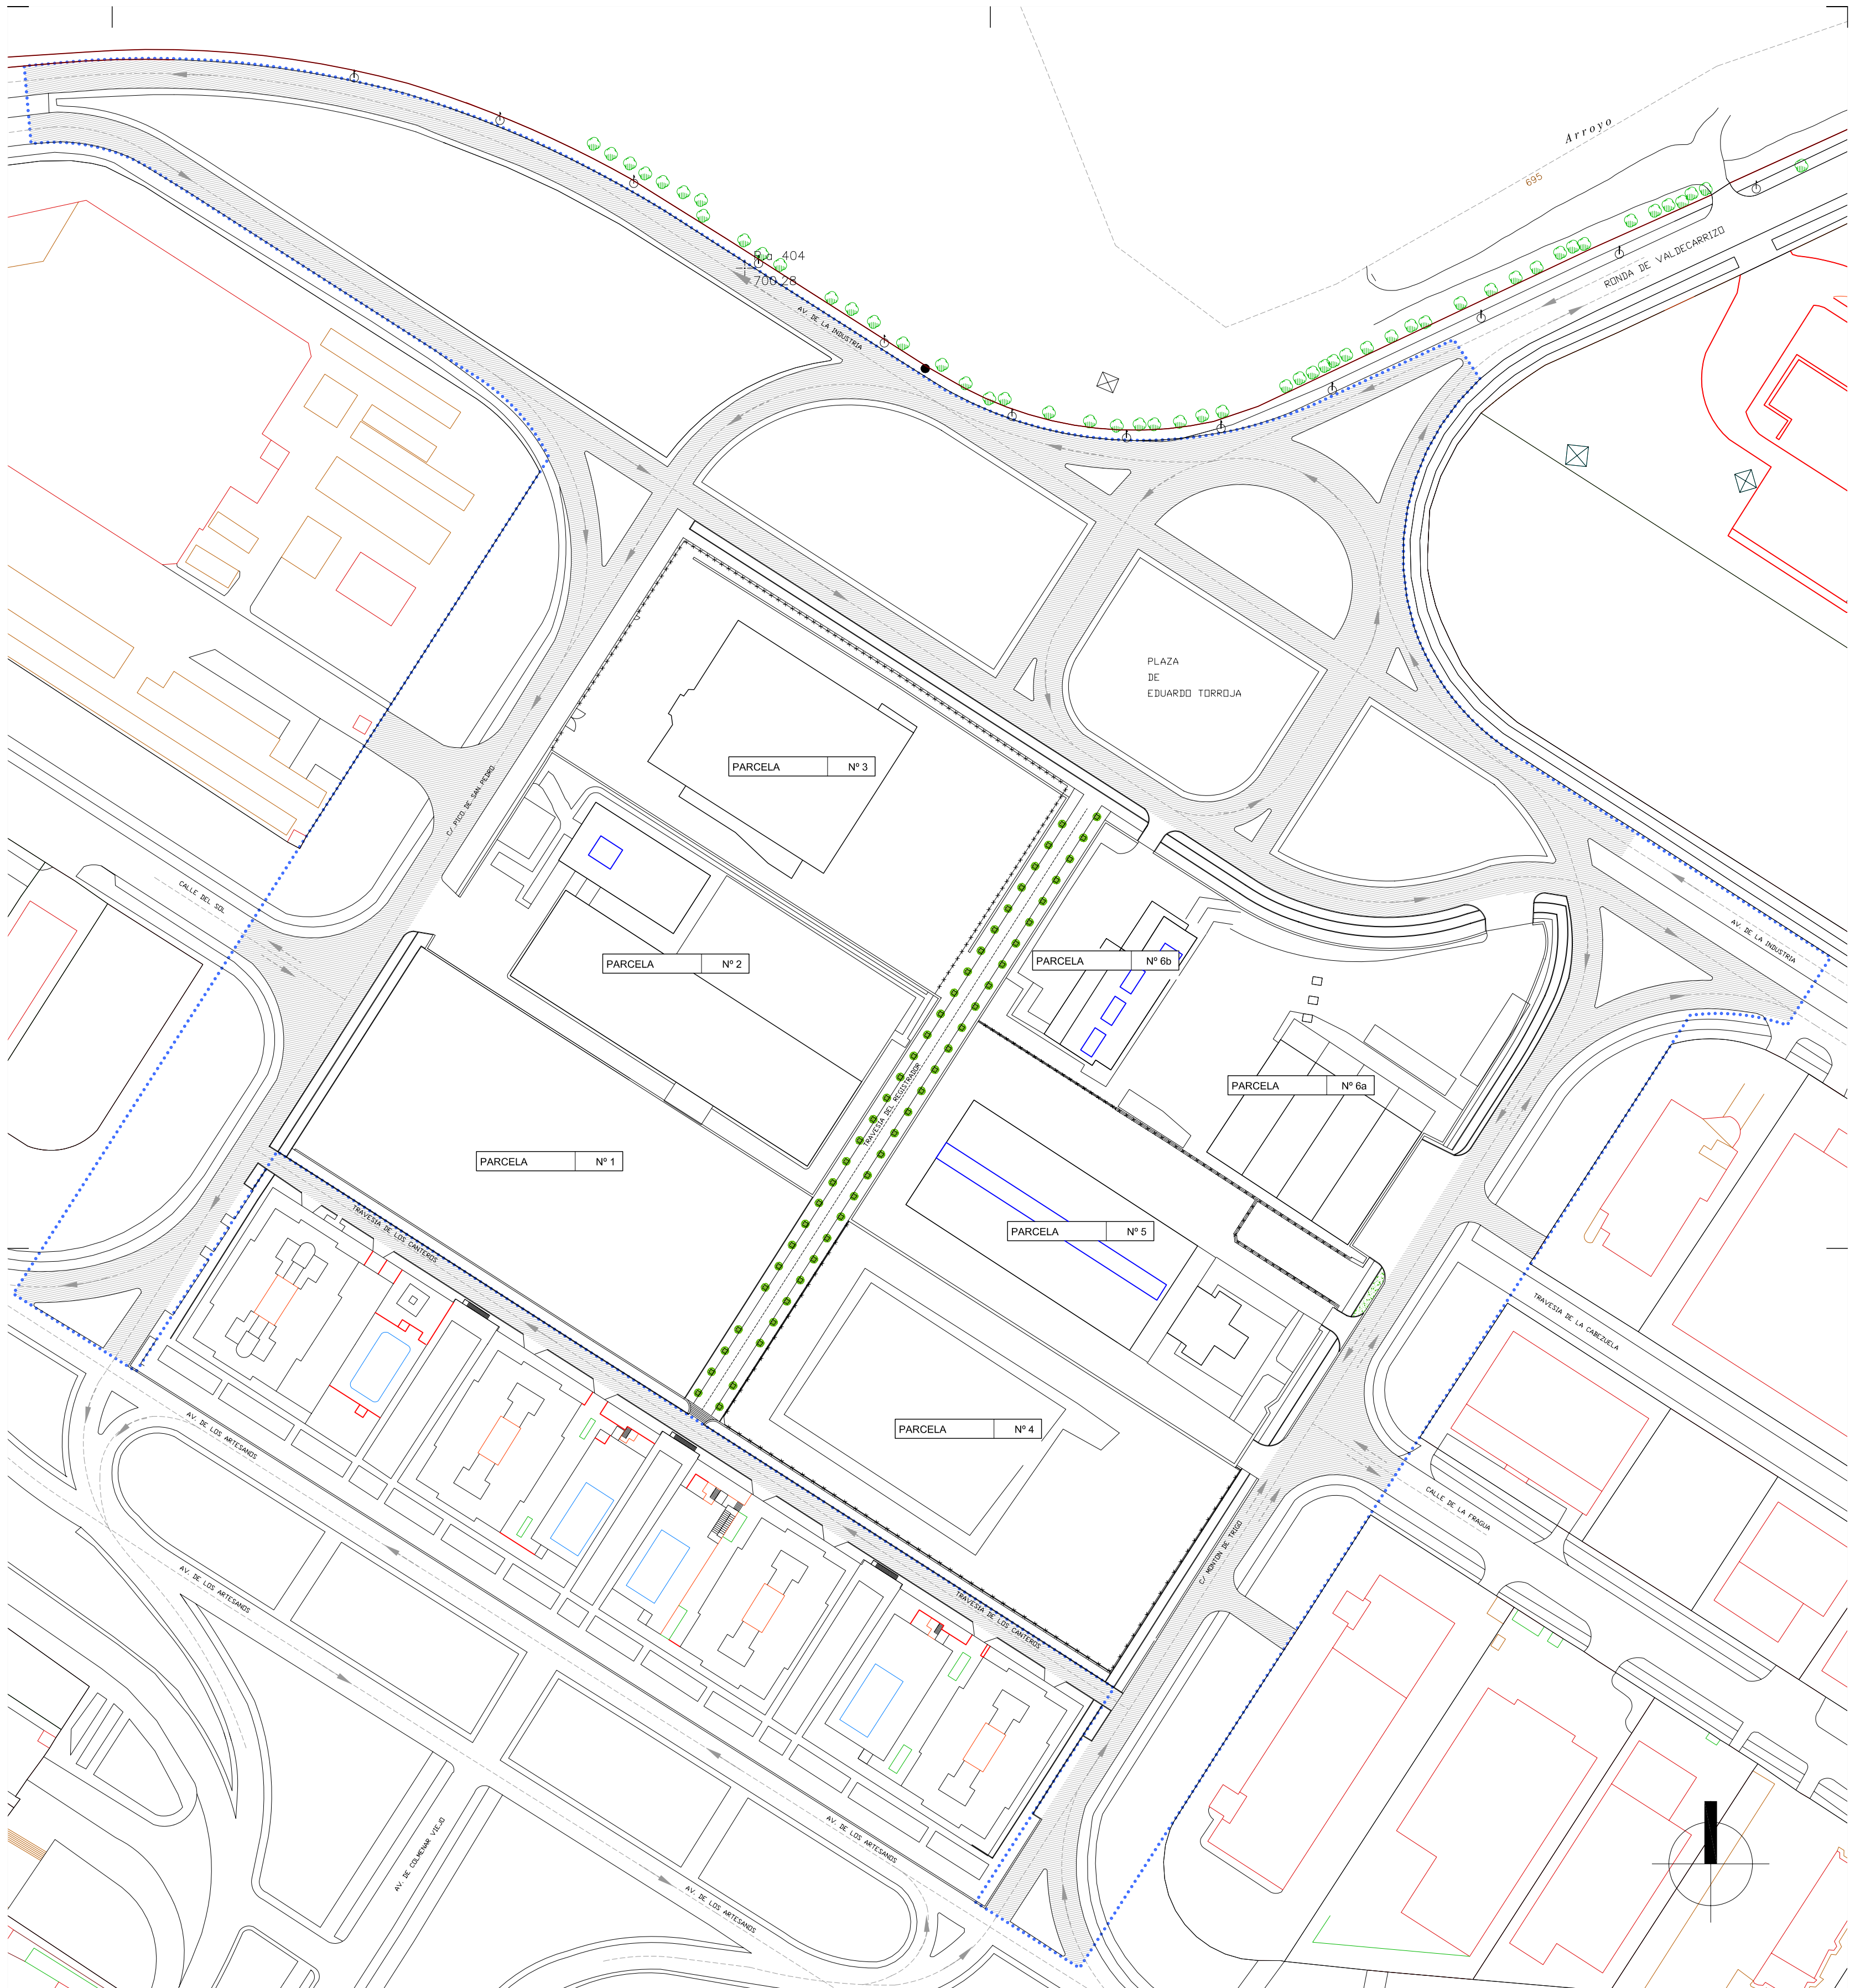 Arroyo
695
RONDA DE VALDECARRIZO
404
700.28
AV. DE LA INDUSTRIA
PLAZA
DE
EDUARDO TORROJA
PARCELA Nº 3
C/ PICO DE SAN PEDRO
CALLE DEL SOL
PARCELA Nº 2
PARCELA Nº 6b
AV. DE LA INDUSTRIA
PARCELA Nº 6a
TRAVESIA DEL REGISTRADOR
PARCELA Nº 1
TRAVESIA DE LOS CANTEROS
PARCELA Nº 5
TRAVESIA DE LA CABEZUELA
PARCELA Nº 4
AV. DE LOS ARTESANOS
CALLE DE LA FRAGUA
C/ MONTON DE TRIGO
AV. DE LOS ARTESANOS
TRAVESIA DE LOS CANTEROS
AV. DE COLMENAR VIEJO
AV. DE LOS ARTESANOS
AV. DE LOS ARTESANOS